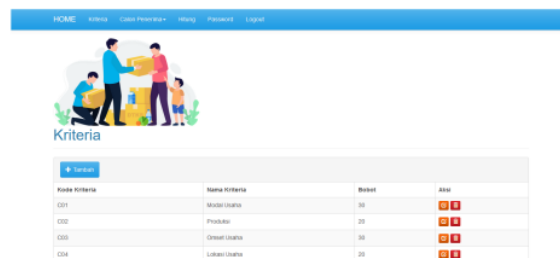 HOME Kriteria Calon Penerima Hitung Password Logout
Kriteria
+ Tambah
Kode Kriteria Nama Kriteria Bobot Aksi
C01 Modal Usaha 30
C02 Produksi 20
C03 Omset Usaha 30
C04 Lokasi Usaha 20